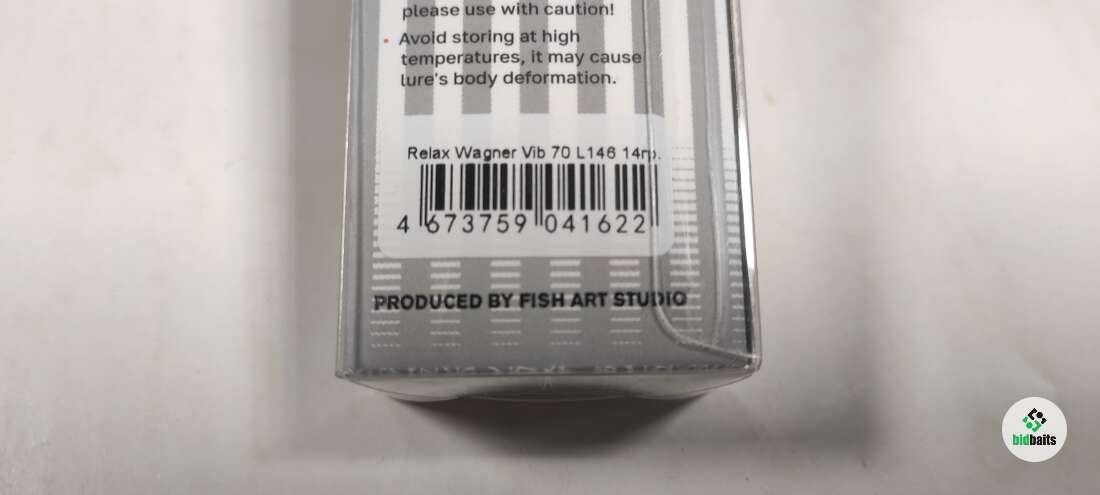 please use with caution!
• Avoid storing at high
temperatures, it may cause
lure's body deformation.
Relax Wagner Vib 70 L146 14гр.
4 673759 041622
PRODUCED BY FISH ART STUDIO
bidbaits